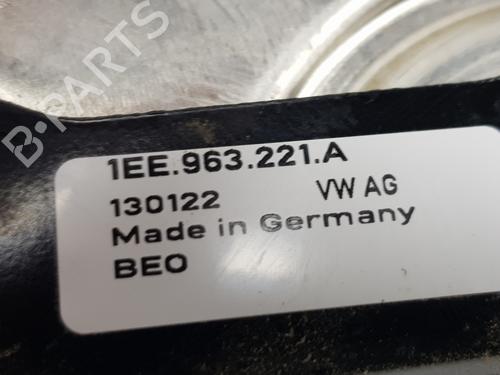 B-PARTS
1EE.963.221.A
130122 VW AG
Made in Germany
BEO